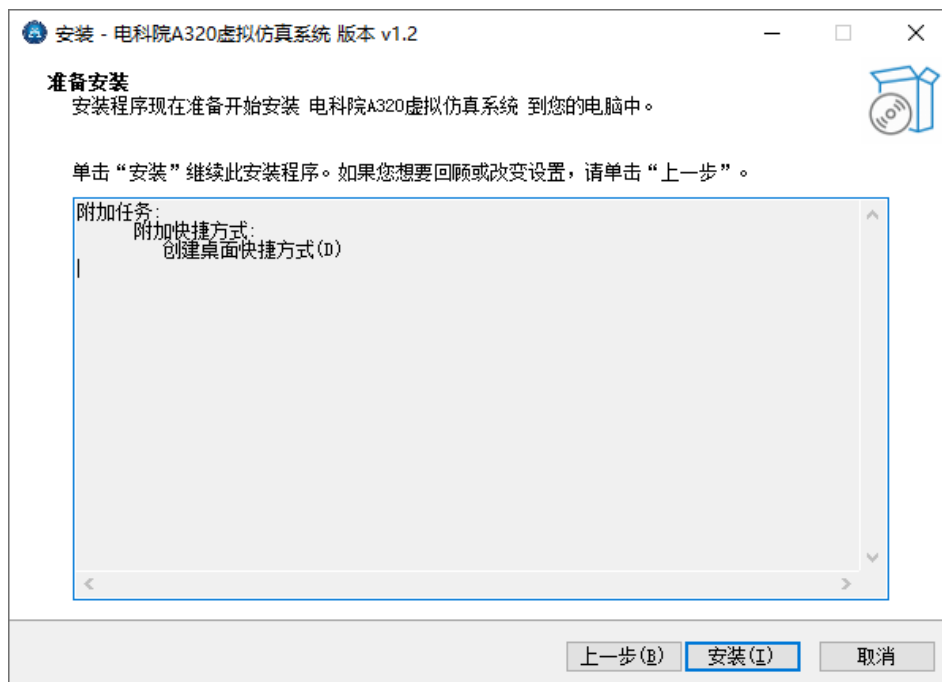 安装 - 电科院A320虚拟仿真系统 版本 v1.2
准备安装
安装程序现在准备开始安装 电科院A320虚拟仿真系统 到您的电脑中。
单击“安装”继续此安装程序。如果您想要回顾或改变设置，请单击“上一步”。
附加任务:
附加快捷方式:
创建桌面快捷方式(D)
上一步(B) 安装(I) 取消